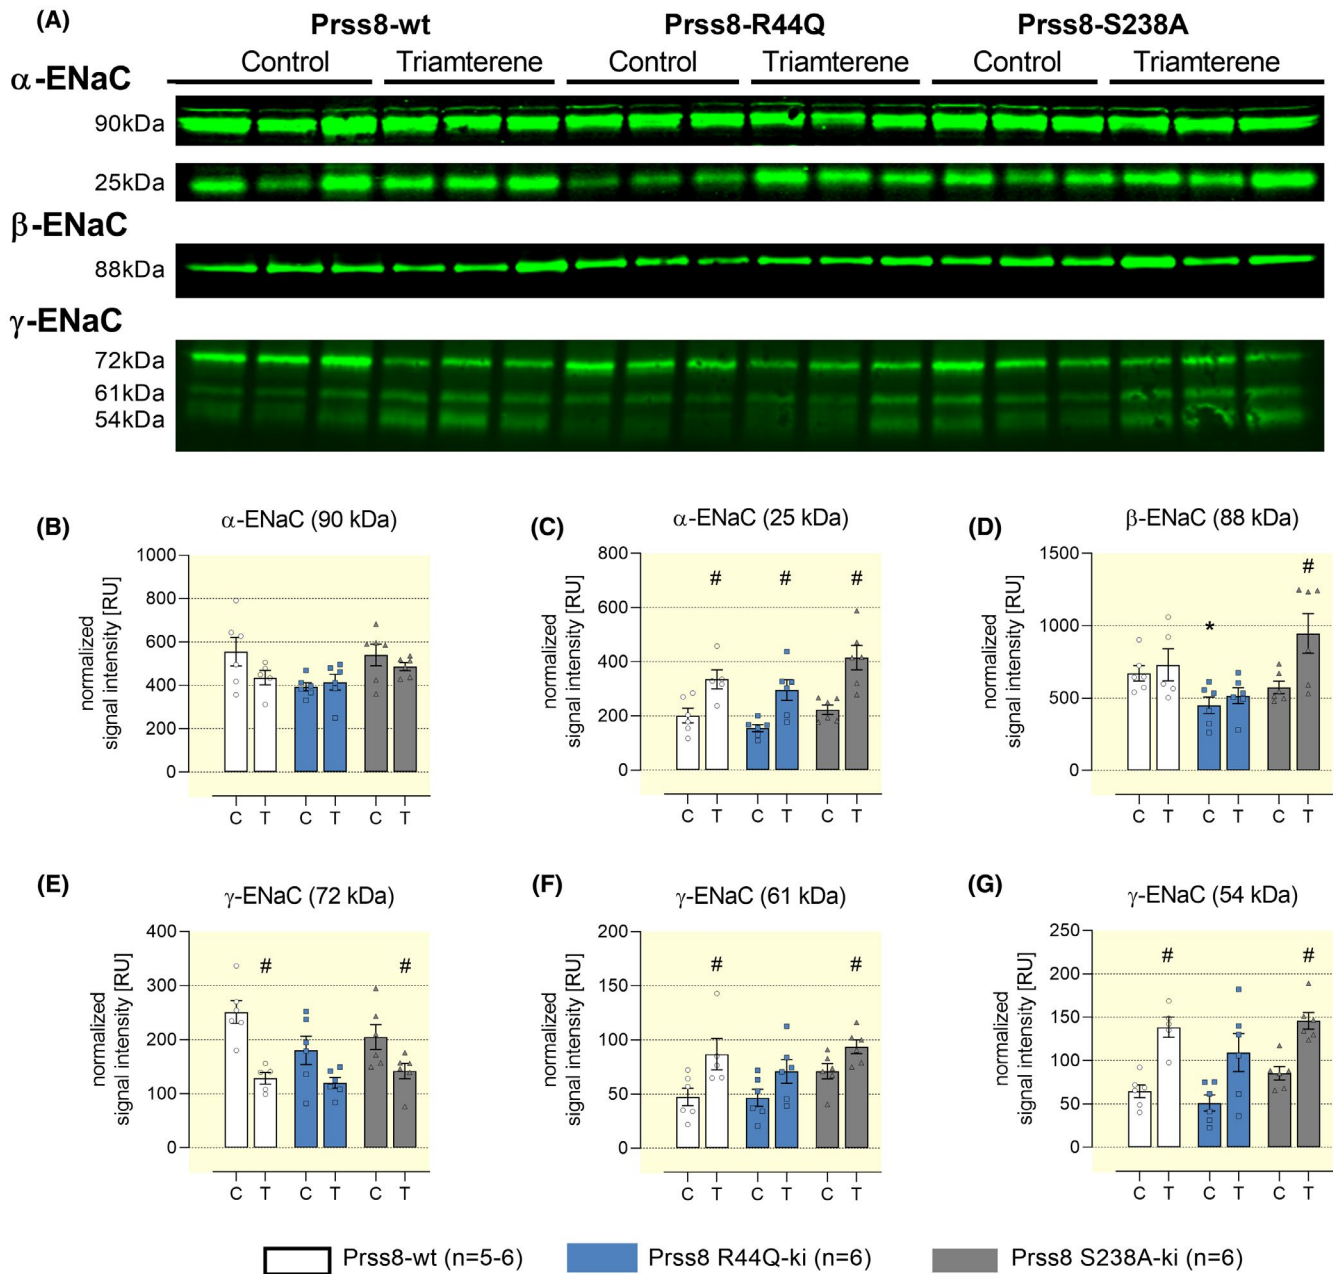 (A)
Prss8-wt Prss8-R44Q Prss8-S238A
Control Triamterene Control Triamterene Control Triamterene
α-ENaC
90kDa
25kDa
β-ENaC
88kDa
γ-ENaC
72kDa
61kDa
54kDa
(B)
α-ENaC (90 kDa)
normalized
signal intensity [RU]
1000
800
600
400
200
0
C T C T C T
(C)
α-ENaC (25 kDa)
normalized
signal intensity [RU]
800
600
400
200
0
# # #
C T C T C T
(D)
β-ENaC (88 kDa)
normalized
signal intensity [RU]
1500
1000
500
0
* #
C T C T C T
(E)
γ-ENaC (72 kDa)
normalized
signal intensity [RU]
400
300
200
100
0
# #
C T C T C T
(F)
γ-ENaC (61 kDa)
normalized
signal intensity [RU]
200
150
100
50
0
# #
C T C T C T
(G)
γ-ENaC (54 kDa)
normalized
signal intensity [RU]
250
200
150
100
50
0
# #
C T C T C T
Prss8-wt (n=5-6) Prss8 R44Q-ki (n=6) Prss8 S238A-ki (n=6)